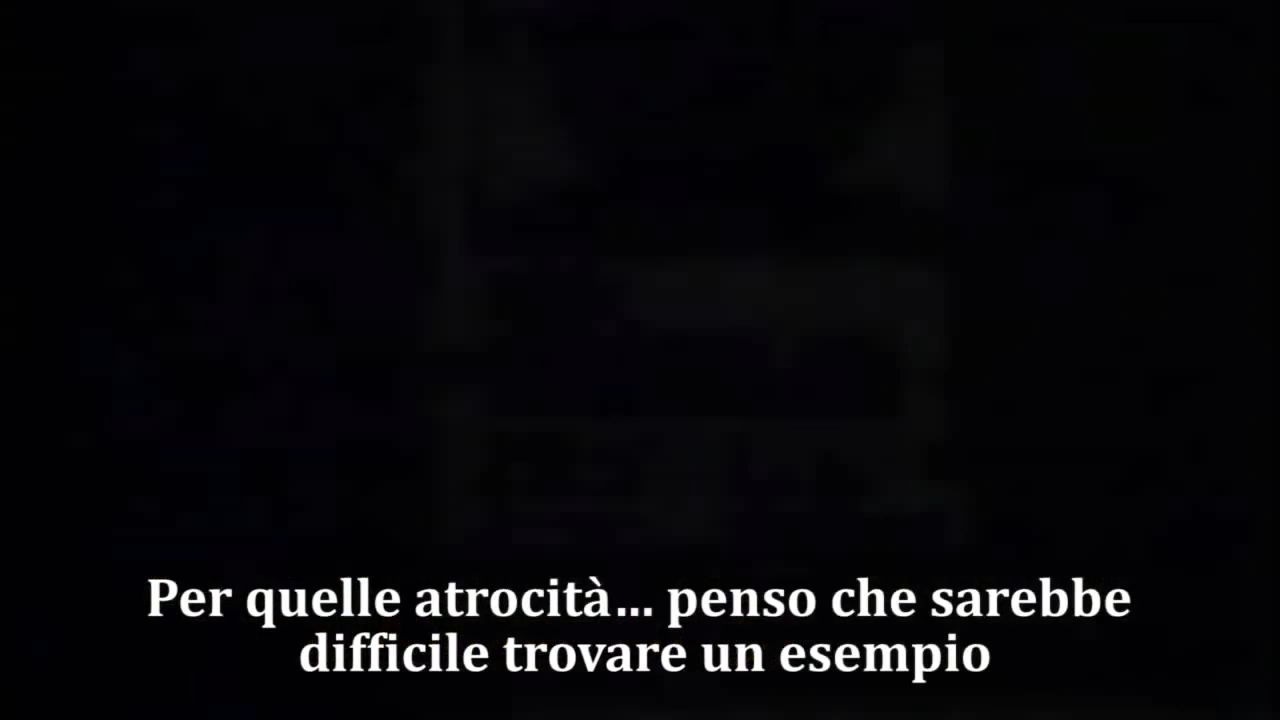 Per quelle atrocità... penso che sarebbe
difficile trovare un esempio